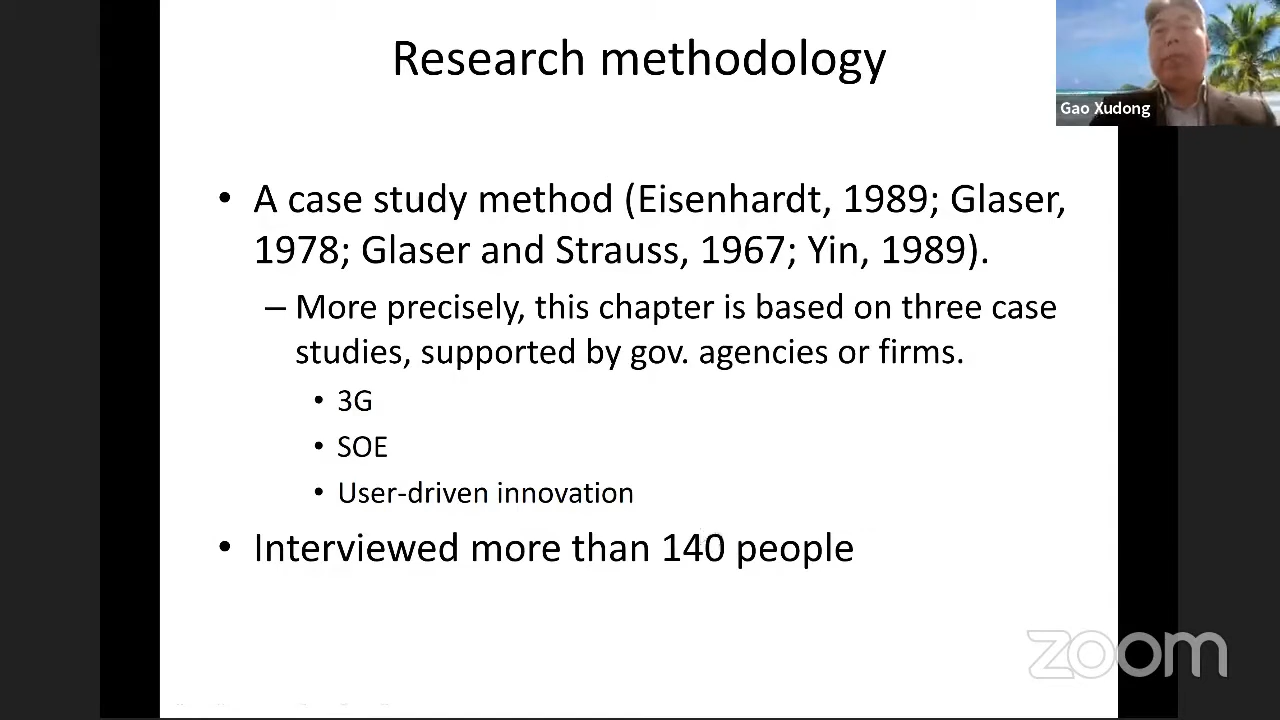 Research methodology
Gao Xudong
• A case study method (Eisenhardt, 1989; Glaser,
1978; Glaser and Strauss, 1967; Yin, 1989).
– More precisely, this chapter is based on three case
studies, supported by gov. agencies or firms.
• 3G
• SOE
• User-driven innovation
• Interviewed more than 140 people
zoom